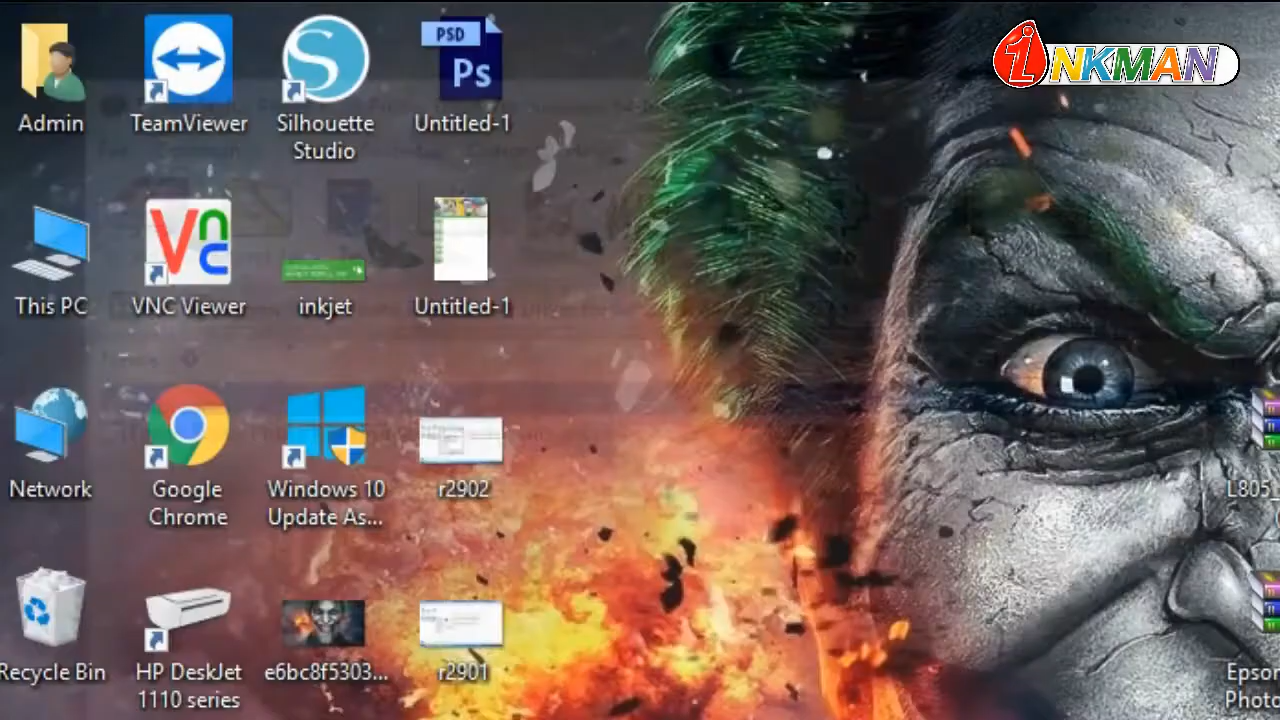 iNKMAN
Admin
TeamViewer
Silhouette
Studio
PSD
Ps
Untitled-1
This PC
Vnc
VNC Viewer
inkjet
Untitled-1
Network
Google
Chrome
Windows 10
Update As...
r2902
L805
Recycle Bin
HP DeskJet
1110 series
e6bc8f5303...
r2901
Epson
Photo